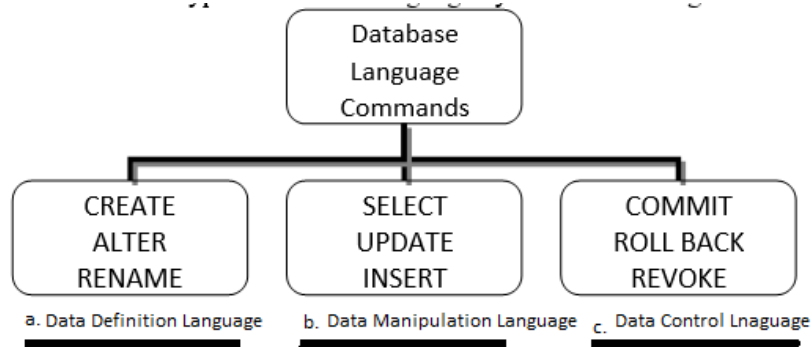 Database
Language
Commands
CREATE
ALTER
RENAME
SELECT
UPDATE
INSERT
COMMIT
ROLL BACK
REVOKE
a. Data Definition Language
b. Data Manipulation Language
c. Data Control Lnaguage